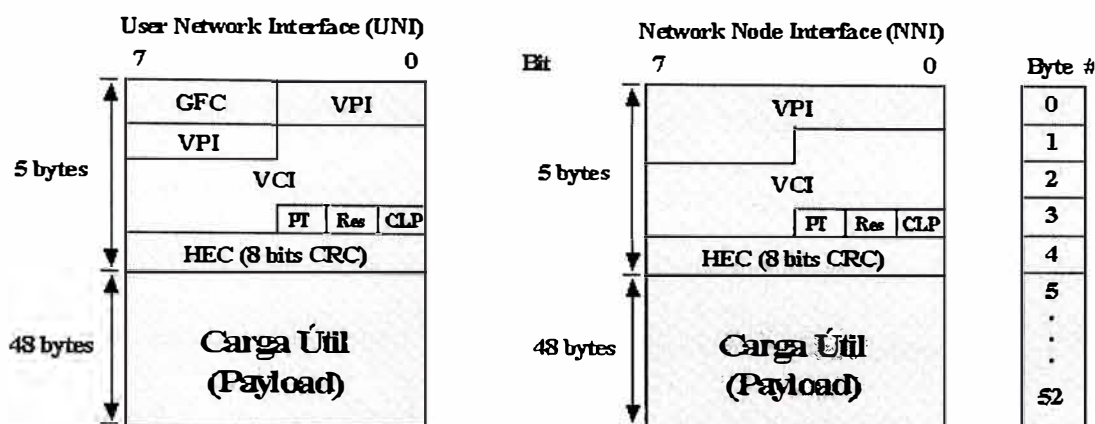 User Network Interface (UNI)
7 0
GFC VPI
VPI
VCI
PT Res CLP
HEC (8 bits CRC)
Carga Útil
(Payload)
5 bytes
48 bytes
Network Node Interface (NNI)
Bit 7 0
VPI
VCI
PT Res CLP
HEC (8 bits CRC)
Carga Útil
(Payload)
5 bytes
48 bytes
Byte #
0
1
2
3
4
5
.
.
.
52